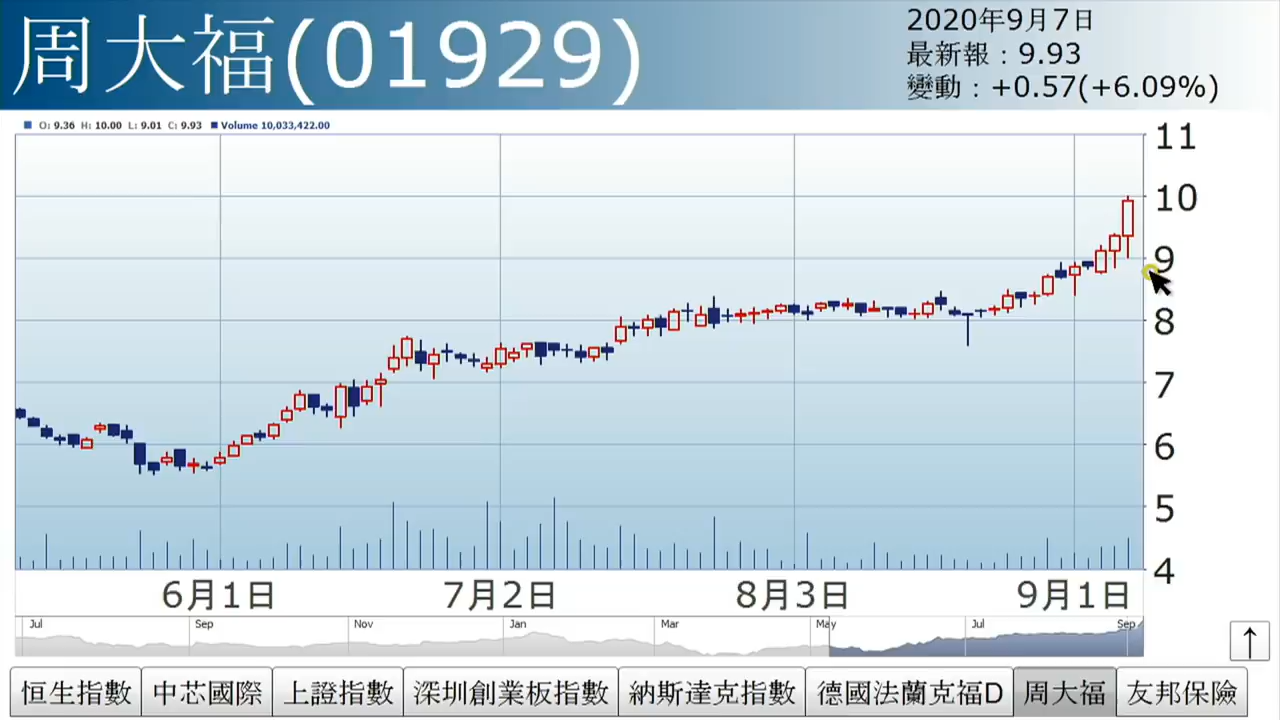 周大福(01929)
2020年9月7日
最新報：9.93
變動：+0.57(+6.09%)
O: 9.36 H: 10.00 L: 9.01 C: 9.93 Volume 10,033,422.00
11
10
9
8
7
6
5
4
6月1日 7月2日 8月3日 9月1日
Jul Sep Nov Jan Mar May Jul Sep
↑
恒生指數 中芯國際 上證指數 深圳創業板指數 納斯達克指數 德國法蘭克福D 周大福 友邦保險